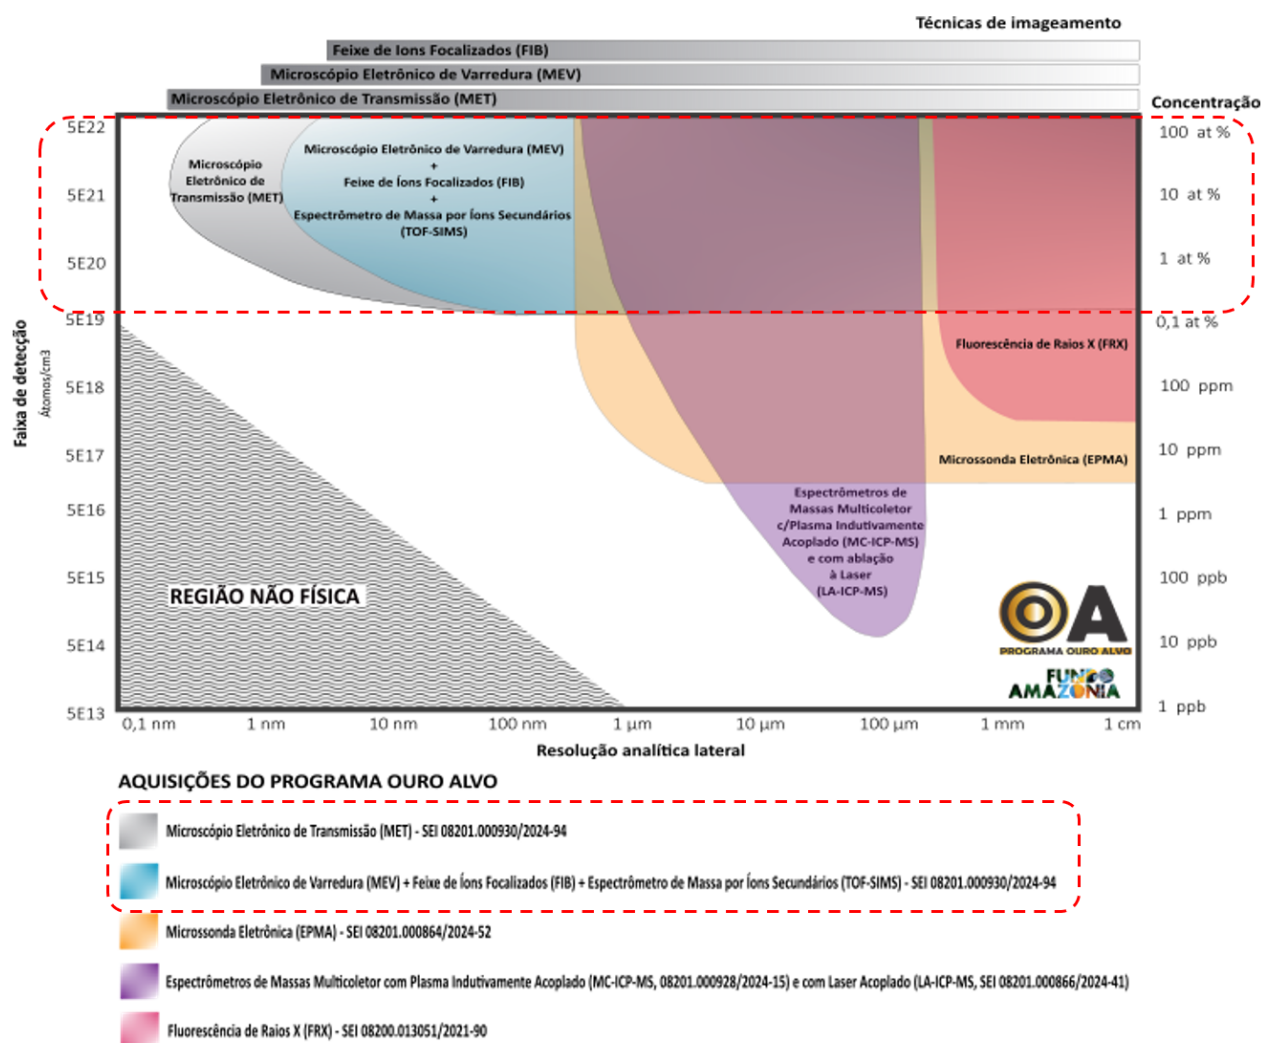 Técnicas de imageamento
Feixe de Ions Focalizados (FIB)
Microscópio Eletrônico de Varredura (MEV)
Microscópio Eletrônico de Transmissão (MET)
Concentração
5E22
5E21
5E20
5E19
5E18
5E17
5E16
5E15
5E14
5E13
Faixa de detecção
Átomos/cm3
100 at %
10 at %
1 at %
0,1 at %
100 ppm
10 ppm
1 ppm
100 ppb
10 ppb
1 ppb
Microscópio
Eletrônico de
Transmissão (MET)
Microscópio Eletrônico de Varredura (MEV)
+
Feixe de Íons Focalizados (FIB)
+
Espectrômetro de Massa por Íons Secundários
(TOF-SIMS)
Fluorescência de Raios X (FRX)
Microssonda Eletrônica (EPMA)
Espectrômetros de
Massas Multicoletor
c/Plasma Indutivamente
Acoplado (MC-ICP-MS)
e com ablação
à Laser
(LA-ICP-MS)
REGIÃO NÃO FÍSICA
OA
PROGRAMA OURO ALVO
FUNDO
AMAZÔNIA
0,1 nm
1 nm
10 nm
100 nm
1 µm
10 µm
100 µm
1 mm
1 cm
Resolução analítica lateral
AQUISIÇÕES DO PROGRAMA OURO ALVO
Microscópio Eletrônico de Transmissão (MET) - SEI 08201.000930/2024-94
Microscópio Eletrônico de Varredura (MEV) + Feixe de Íons Focalizados (FIB) + Espectrômetro de Massa por Íons Secundários (TOF-SIMS) - SEI 08201.000930/2024-94
Microssonda Eletrônica (EPMA) - SEI 08201.000864/2024-52
Espectrômetros de Massas Multicoletor com Plasma Indutivamente Acoplado (MC-ICP-MS, 08201.000928/2024-15) e com Laser Acoplado (LA-ICP-MS, SEI 08201.000866/2024-41)
Fluorescência de Raios X (FRX) - SEI 08200.013051/2021-90